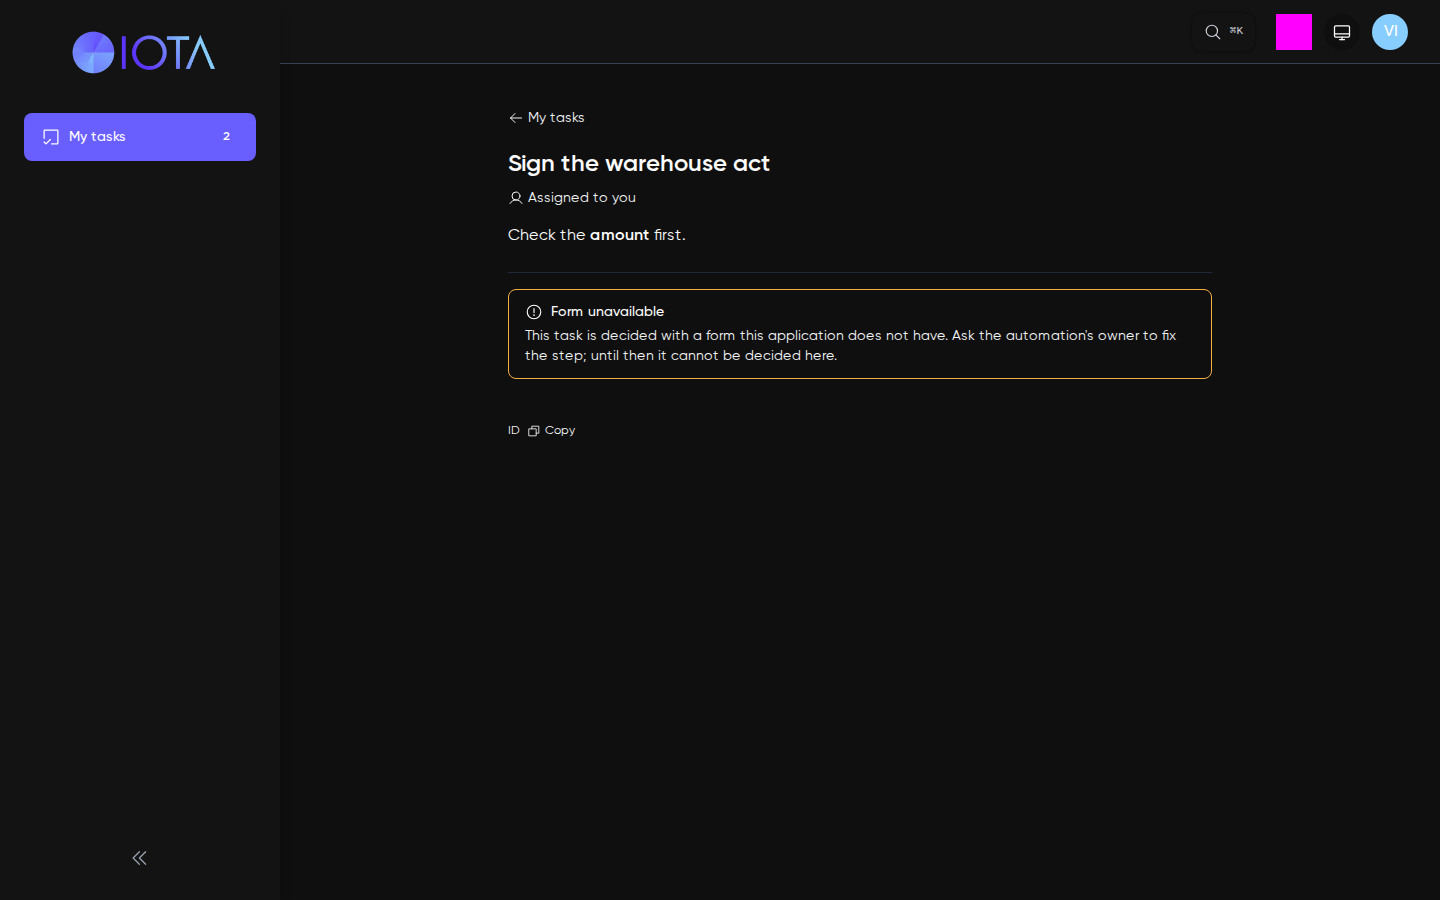 IOTA
⌘K
VI
My tasks
2
My tasks
Sign the warehouse act
Assigned to you
Check the amount first.
Form unavailable
This task is decided with a form this application does not have. Ask the automation's owner to fix
the step; until then it cannot be decided here.
ID Copy